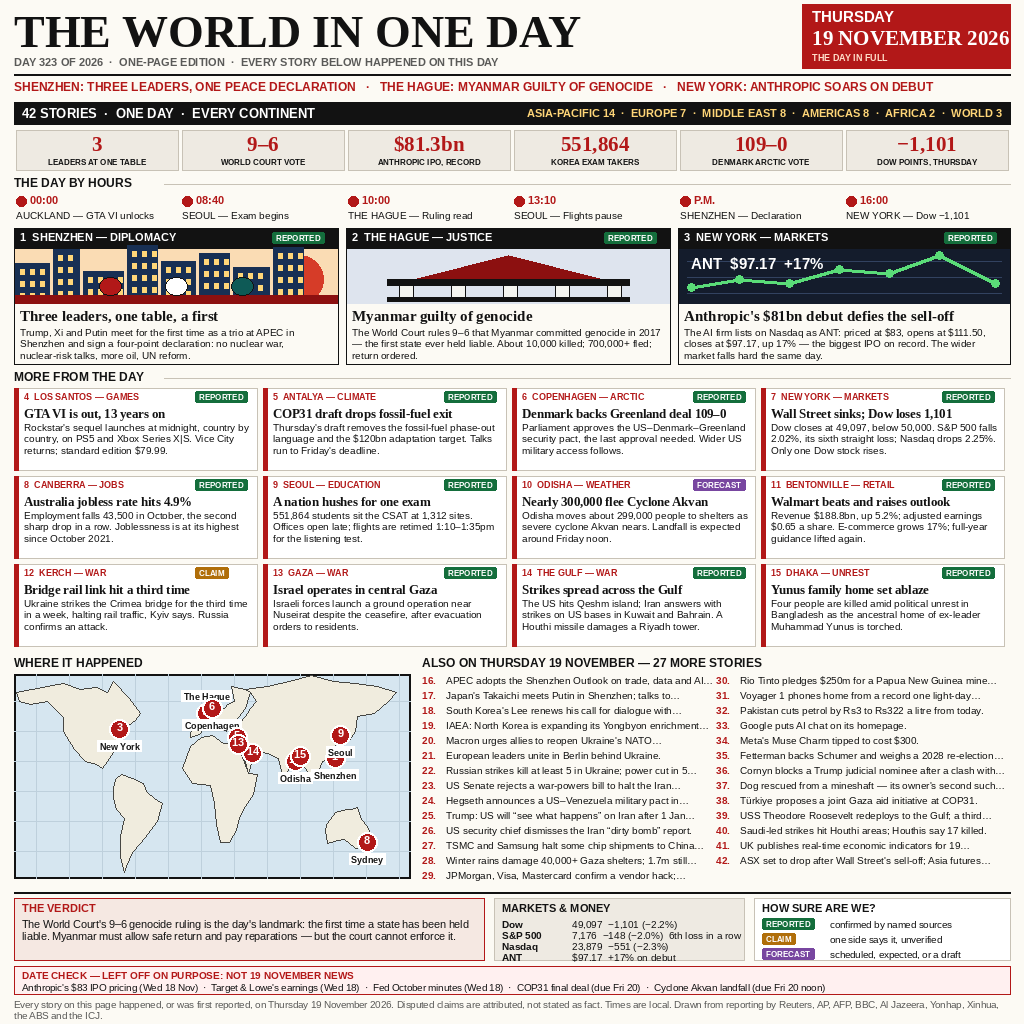 THE WORLD IN ONE DAY
DAY 323 OF 2026 · ONE-PAGE EDITION · EVERY STORY BELOW HAPPENED ON THIS DAY
THURSDAY
19 NOVEMBER 2026
THE DAY IN FULL
SHENZHEN: THREE LEADERS, ONE PEACE DECLARATION · THE HAGUE: MYANMAR GUILTY OF GENOCIDE · NEW YORK: ANTHROPIC SOARS ON DEBUT
42 STORIES · ONE DAY · EVERY CONTINENT
ASIA-PACIFIC 14 · EUROPE 7 · MIDDLE EAST 8 · AMERICAS 8 · AFRICA 2 · WORLD 3
3
LEADERS AT ONE TABLE
9–6
WORLD COURT VOTE
$81.3bn
ANTHROPIC IPO, RECORD
551,864
KOREA EXAM TAKERS
109–0
DENMARK ARCTIC VOTE
−1,101
DOW POINTS, THURSDAY
THE DAY BY HOURS
00:00
AUCKLAND — GTA VI unlocks
08:40
SEOUL — Exam begins
10:00
THE HAGUE — Ruling read
13:10
SEOUL — Flights pause
P.M.
SHENZHEN — Declaration
16:00
NEW YORK — Dow −1,101
1 SHENZHEN — DIPLOMACY
REPORTED
Three leaders, one table, a first
Trump, Xi and Putin meet for the first time as a trio at APEC in
Shenzhen and sign a four-point declaration: no nuclear war,
nuclear-risk talks, more oil, UN reform.
2 THE HAGUE — JUSTICE
REPORTED
Myanmar guilty of genocide
The World Court rules 9–6 that Myanmar committed genocide in 2017
— the first state ever held liable. About 10,000 killed; 700,000+ fled;
return ordered.
3 NEW YORK — MARKETS
REPORTED
ANT $97.17 +17%
Anthropic's $81bn debut defies the sell-off
The AI firm lists on Nasdaq as ANT: priced at $83, opens at $111.50,
closes at $97.17, up 17% — the biggest IPO on record. The wider
market falls hard the same day.
MORE FROM THE DAY
4 LOS SANTOS — GAMES
REPORTED
GTA VI is out, 13 years on
Rockstar's sequel launches at midnight, country by
country, on PS5 and Xbox Series X|S. Vice City
returns; standard edition $79.99.
5 ANTALYA — CLIMATE
REPORTED
COP31 draft drops fossil-fuel exit
Thursday's draft removes the fossil-fuel phase-out
language and the $120bn adaptation target. Talks
run to Friday's deadline.
6 COPENHAGEN — ARCTIC
REPORTED
Denmark backs Greenland deal 109–0
Parliament approves the US–Denmark–Greenland
security pact, the last approval needed. Wider US
military access follows.
7 NEW YORK — MARKETS
REPORTED
Wall Street sinks; Dow loses 1,101
Dow closes at 49,097, below 50,000. S&P 500 falls
2.02%, its sixth straight loss; Nasdaq drops 2.25%.
Only one Dow stock rises.
8 CANBERRA — JOBS
REPORTED
Australia jobless rate hits 4.9%
Employment falls 43,500 in October, the second
sharp drop in a row. Joblessness is at its highest
since October 2021.
9 SEOUL — EDUCATION
REPORTED
A nation hushes for one exam
551,864 students sit the CSAT at 1,312 sites.
Offices open late; flights are retimed 1:10–1:35pm
for the listening test.
10 ODISHA — WEATHER
FORECAST
Nearly 300,000 flee Cyclone Akvan
Odisha moves about 299,000 people to shelters as
severe cyclone Akvan nears. Landfall is expected
around Friday noon.
11 BENTONVILLE — RETAIL
REPORTED
Walmart beats and raises outlook
Revenue $188.8bn, up 5.2%; adjusted earnings
$0.65 a share. E-commerce grows 17%; full-year
guidance lifted again.
12 KERCH — WAR
CLAIM
Bridge rail link hit a third time
Ukraine strikes the Crimea bridge for the third time
in a week, halting rail traffic, Kyiv says. Russia
confirms an attack.
13 GAZA — WAR
REPORTED
Israel operates in central Gaza
Israeli forces launch a ground operation near
Nuseirat despite the ceasefire, after evacuation
orders to residents.
14 THE GULF — WAR
REPORTED
Strikes spread across the Gulf
The US hits Qeshm island; Iran answers with
strikes on US bases in Kuwait and Bahrain. A
Houthi missile damages a Riyadh tower.
15 DHAKA — UNREST
REPORTED
Yunus family home set ablaze
Four people are killed amid political unrest in
Bangladesh as the ancestral home of ex-leader
Muhammad Yunus is torched.
WHERE IT HAPPENED
3
New York
The Hague
6
Copenhagen
13
14
15
Odisha
9
Seoul
Shenzhen
8
Sydney
ALSO ON THURSDAY 19 NOVEMBER — 27 MORE STORIES
16. APEC adopts the Shenzhen Outlook on trade, data and AI…
17. Japan's Takaichi meets Putin in Shenzhen; talks to…
18. South Korea's Lee renews his call for dialogue with…
19. IAEA: North Korea is expanding its Yongbyon enrichment…
20. Macron urges allies to reopen Ukraine's NATO…
21. European leaders unite in Berlin behind Ukraine.
22. Russian strikes kill at least 5 in Ukraine; power cut in 5…
23. US Senate rejects a war-powers bill to halt the Iran…
24. Hegseth announces a US–Venezuela military pact in…
25. Trump: US will “see what happens” on Iran after 1 Jan…
26. US security chief dismisses the Iran “dirty bomb” report.
27. TSMC and Samsung halt some chip shipments to China…
28. Winter rains damage 40,000+ Gaza shelters; 1.7m still…
29. JPMorgan, Visa, Mastercard confirm a vendor hack;…
30. Rio Tinto pledges $250m for a Papua New Guinea mine…
31. Voyager 1 phones home from a record one light-day…
32. Pakistan cuts petrol by Rs3 to Rs322 a litre from today.
33. Google puts AI chat on its homepage.
34. Meta's Muse Charm tipped to cost $300.
35. Fetterman backs Schumer and weighs a 2028 re-election…
36. Cornyn blocks a Trump judicial nominee after a clash with…
37. Dog rescued from a mineshaft — its owner's second such…
38. Türkiye proposes a joint Gaza aid initiative at COP31.
39. USS Theodore Roosevelt redeploys to the Gulf; a third…
40. Saudi-led strikes hit Houthi areas; Houthis say 17 killed.
41. UK publishes real-time economic indicators for 19…
42. ASX set to drop after Wall Street's sell-off; Asia futures…
THE VERDICT
The World Court's 9–6 genocide ruling is the day's landmark: the first time a state has been held
liable. Myanmar must allow safe return and pay reparations — but the court cannot enforce it.
MARKETS & MONEY
Dow 49,097 −1,101 (−2.2%)
S&P 500 7,176 −148 (−2.0%) 6th loss in a row
Nasdaq 23,879 −551 (−2.3%)
ANT $97.17 +17% on debut
HOW SURE ARE WE?
REPORTED confirmed by named sources
CLAIM one side says it, unverified
FORECAST scheduled, expected, or a draft
DATE CHECK — LEFT OFF ON PURPOSE: NOT 19 NOVEMBER NEWS
Anthropic's $83 IPO pricing (Wed 18 Nov) · Target & Lowe's earnings (Wed 18) · Fed October minutes (Wed 18) · COP31 final deal (due Fri 20) · Cyclone Akvan landfall (due Fri 20 noon)
Every story on this page happened, or was first reported, on Thursday 19 November 2026. Disputed claims are attributed, not stated as fact. Times are local. Drawn from reporting by Reuters, AP, AFP, BBC, Al Jazeera, Yonhap, Xinhua,
the ABS and the ICJ.